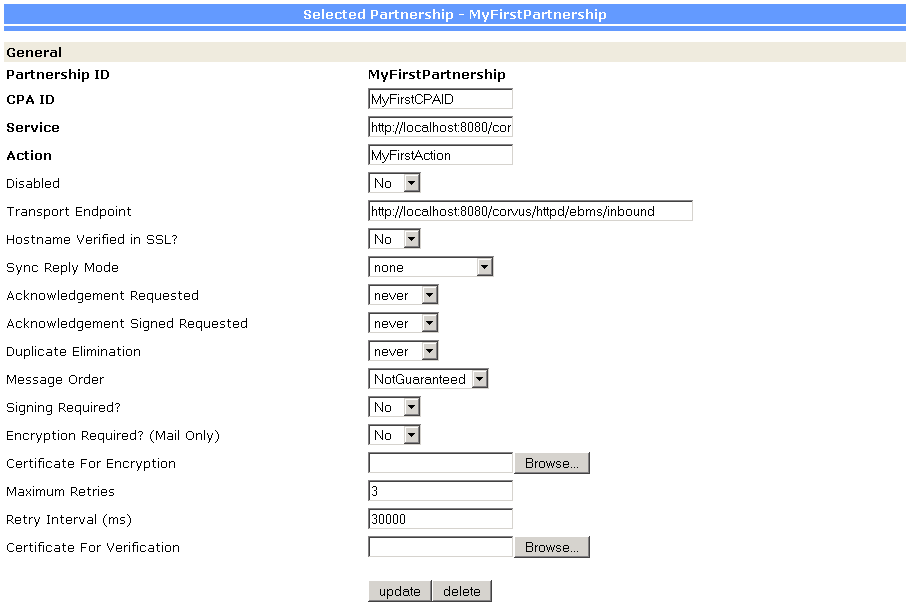 Selected Partnership - MyFirstPartnership
General
Partnership ID MyFirstPartnership
CPA ID MyFirstCPAID
Service http://localhost:8080/cor
Action MyFirstAction
Disabled No
Transport Endpoint http://localhost:8080/corvus/httpd/ebms/inbound
Hostname Verified in SSL? No
Sync Reply Mode none
Acknowledgement Requested never
Acknowledgement Signed Requested never
Duplicate Elimination never
Message Order NotGuaranteed
Signing Required? No
Encryption Required? (Mail Only) No
Certificate For Encryption Browse...
Maximum Retries 3
Retry Interval (ms) 30000
Certificate For Verification Browse...
update delete